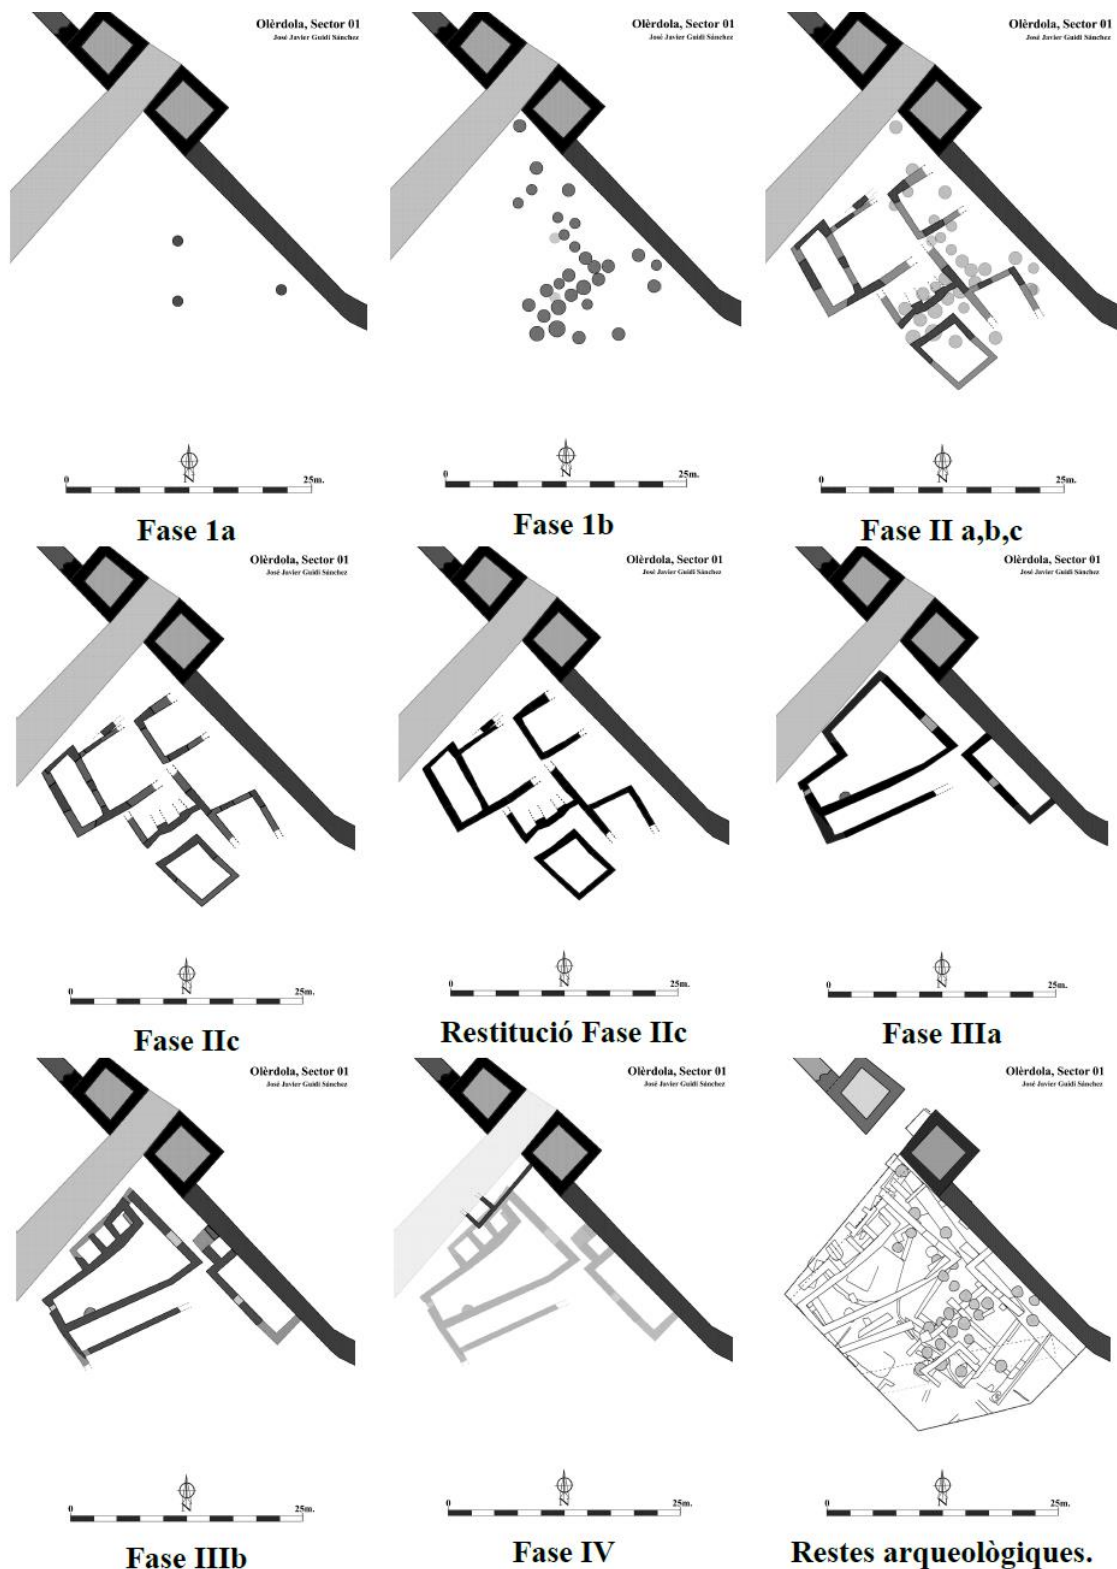 Olèrdola, Sector 01
José Javier Guidi Sánchez
N
0 25m.
Fase 1a
Olèrdola, Sector 01
José Javier Guidi Sánchez
N
0 25m.
Fase 1b
Olèrdola, Sector 01
José Javier Guidi Sánchez
N
0 25m.
Fase II a,b,c
Olèrdola, Sector 01
José Javier Guidi Sánchez
N
0 25m.
Fase IIc
Olèrdola, Sector 01
José Javier Guidi Sánchez
N
0 25m.
Restitució Fase IIc
Olèrdola, Sector 01
José Javier Guidi Sánchez
N
0 25m.
Fase IIIa
Olèrdola, Sector 01
José Javier Guidi Sánchez
N
0 25m.
Fase IIIb
Olèrdola, Sector 01
José Javier Guidi Sánchez
N
0 25m.
Fase IV
Olèrdola, Sector 01
José Javier Guidi Sánchez
N
0 25m.
Restes arqueològiques.